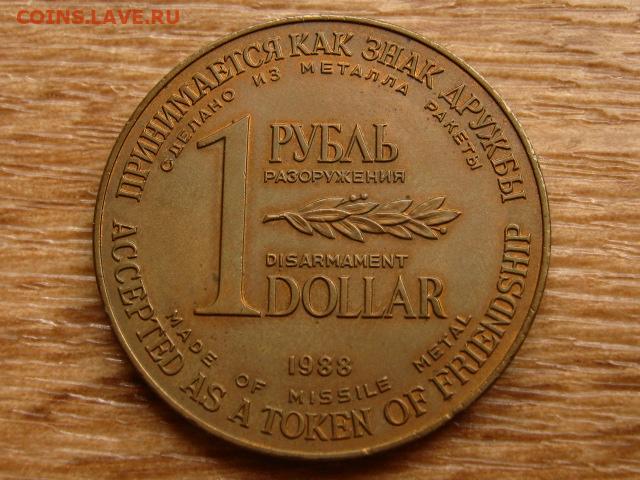 COINS.LAVE.RU
ПРИНИМАЕТСЯ КАК ЗНАК ДРУЖБЫ
СДЕЛАНО ИЗ МЕТАЛЛА РАКЕТЫ
1 РУБЛЬ
РАЗОРУЖЕНИЯ
DISARMAMENT
DOLLAR
1988
MADE OF MISSILE METAL
ACCEPTED AS A TOKEN OF FRIENDSHIP